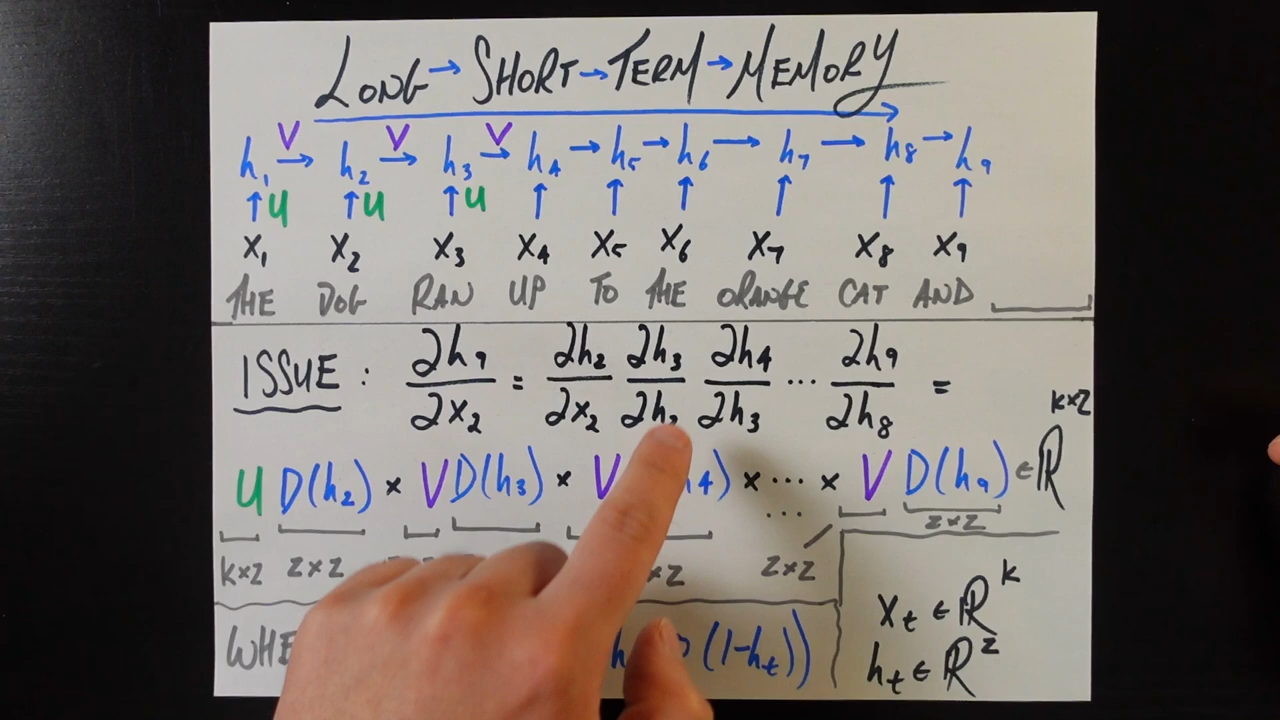 LONG → SHORT → TERM → MEMORY
V V V
h₁ → h₂ → h₃ → h₄ → h₅ → h₆ → h₇ → h₈ → h₉
↑ U ↑ U ↑ U ↑ ↑ ↑ ↑ ↑ ↑
X₁ X₂ X₃ X₄ X₅ X₆ X₇ X₈ X₉
THE DOG RAN UP TO THE ORANGE CAT AND ____
ISSUE : ∂h₉/∂x₂ = ∂h₂/∂x₂ ∂h₃/∂h₂ ∂h₄/∂h₃ ... ∂h₉/∂h₈ =
U D(h₂) × V D(h₃) × V 4) × ... × V D(h₉) ∈ ℝ^(k×z)
...
z×z
k×z z×z ×z z×z
(1-hₜ))
xₜ ∈ ℝ^k
hₜ ∈ ℝ^z